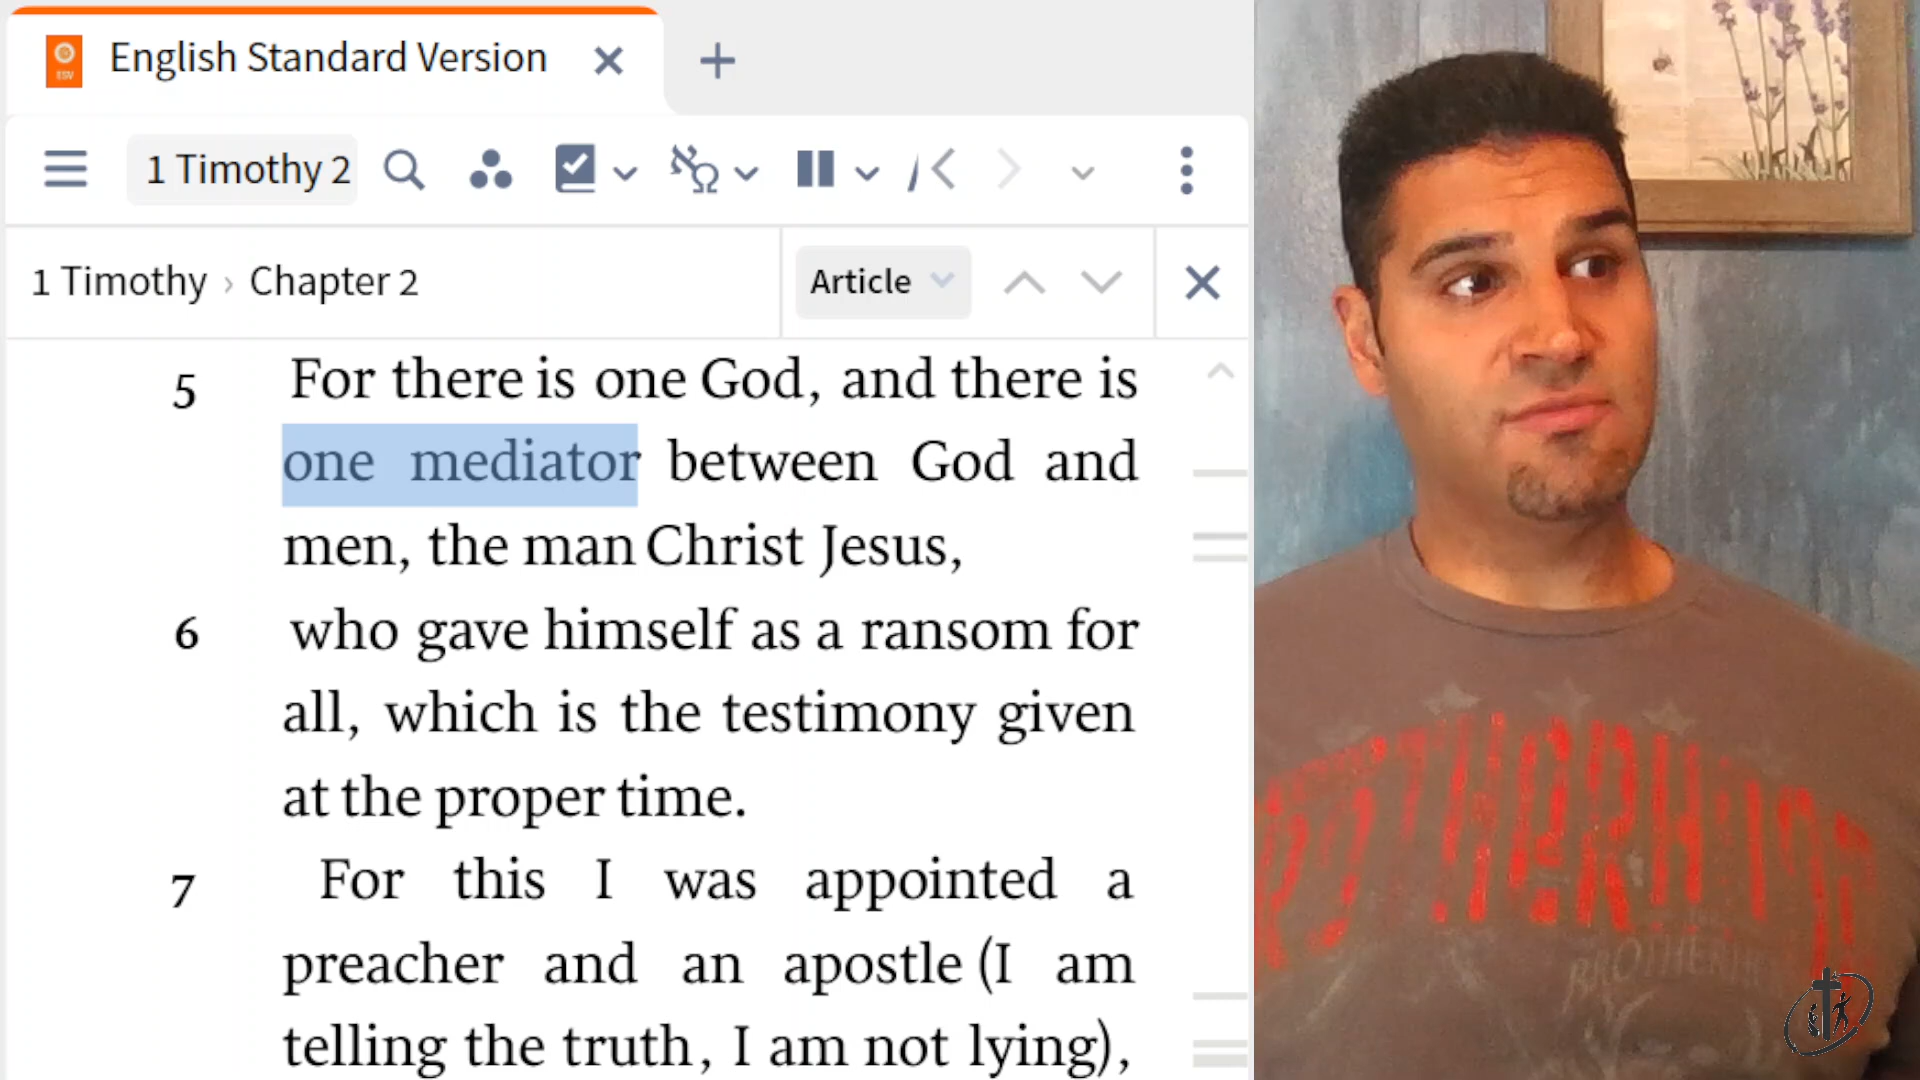 English Standard Version
ESV
1 Timothy 2
1 Timothy › Chapter 2
Article
5 For there is one God, and there is
one mediator between God and
men, the man Christ Jesus,
6 who gave himself as a ransom for
all, which is the testimony given
at the proper time.
7 For this I was appointed a
preacher and an apostle (I am
telling the truth, I am not lying),